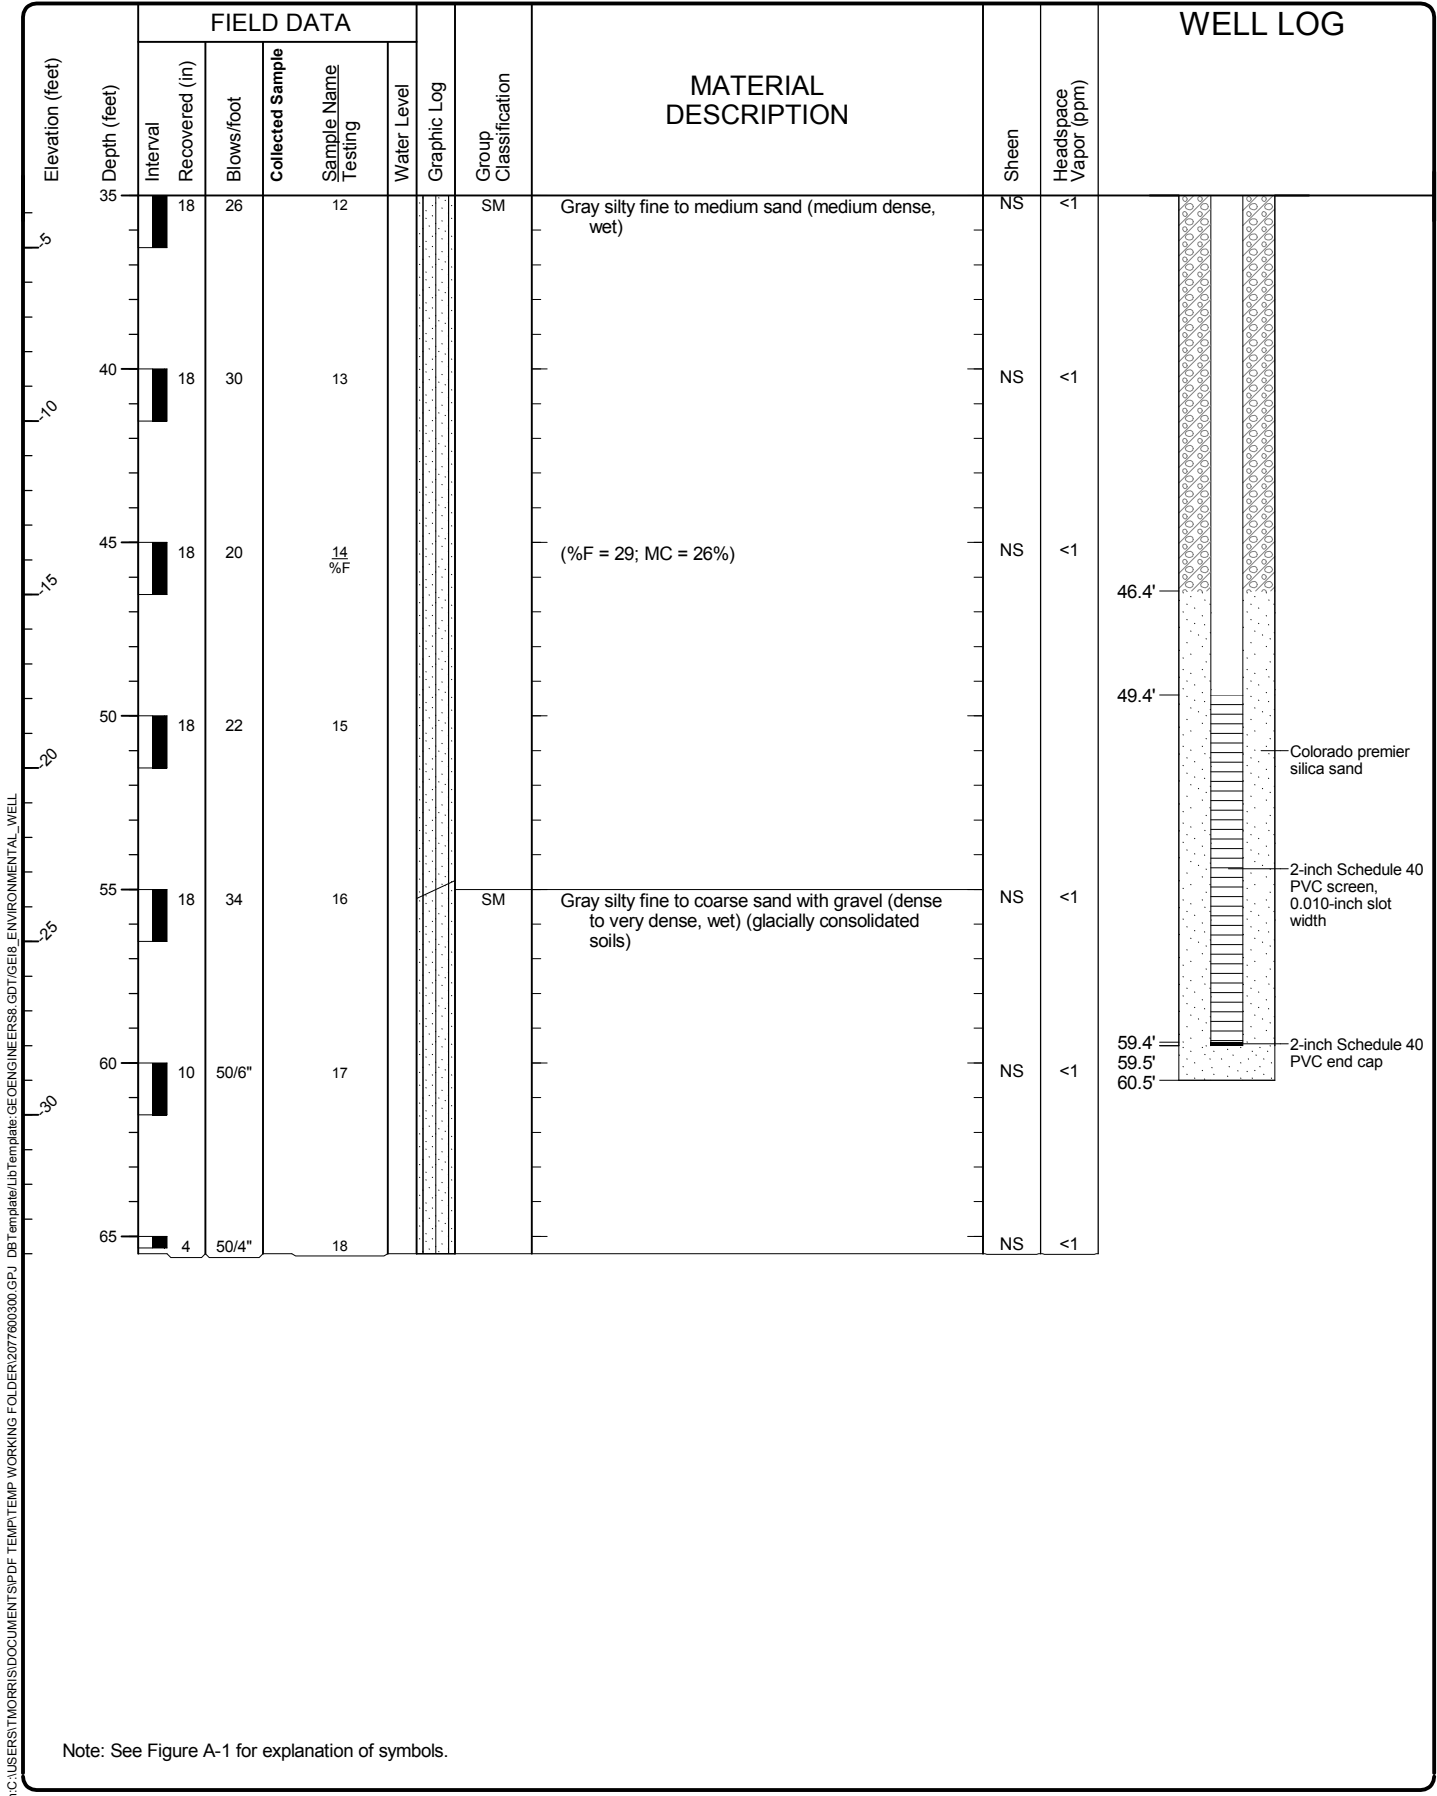 FIELD DATA
WELL LOG
Elevation (feet)
Depth (feet)
Interval
Recovered (in)
Blows/foot
Collected Sample
Sample Name
Testing
Water Level
Graphic Log
Group
Classification
MATERIAL
DESCRIPTION
Sheen
Headspace
Vapor (ppm)
35 18 26 12 SM Gray silty fine to medium sand (medium dense, NS <1
wet)
-5
40 18 30 13 NS <1
-10
45 18 20 14 (%F = 29; MC = 26%) NS <1
%F
-15
46.4'
49.4'
50 18 22 15
-20
Colorado premier
silica sand
2-inch Schedule 40
PVC screen,
0.010-inch slot
width
55 18 34 16 SM Gray silty fine to coarse sand with gravel (dense NS <1
to very dense, wet) (glacially consolidated
soils)
-25
59.4'
2-inch Schedule 40
PVC end cap
59.5'
60 10 50/6" 17 NS <1
60.5'
-30
65 4 50/4" 18 NS <1
Note: See Figure A-1 for explanation of symbols.
:C:\USERS\TMORRIS\DOCUMENTS\PDF TEMP\TEMP WORKING FOLDER\2077600300.GPJ DBTemplate/LibTemplate:GEOENGINEERS8.GDT/GEI8_ENVIRONMENTAL_WELL